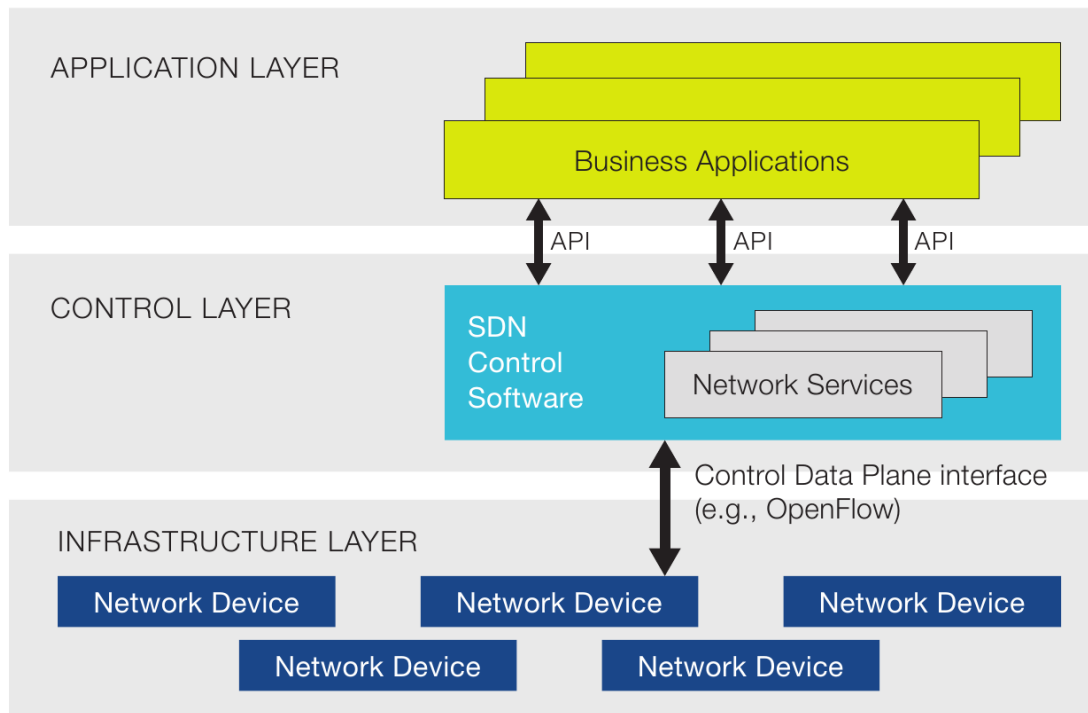 APPLICATION LAYER
Business Applications
API
API
API
CONTROL LAYER
SDN
Control
Software
Network Services
Control Data Plane interface
(e.g., OpenFlow)
INFRASTRUCTURE LAYER
Network Device
Network Device
Network Device
Network Device
Network Device